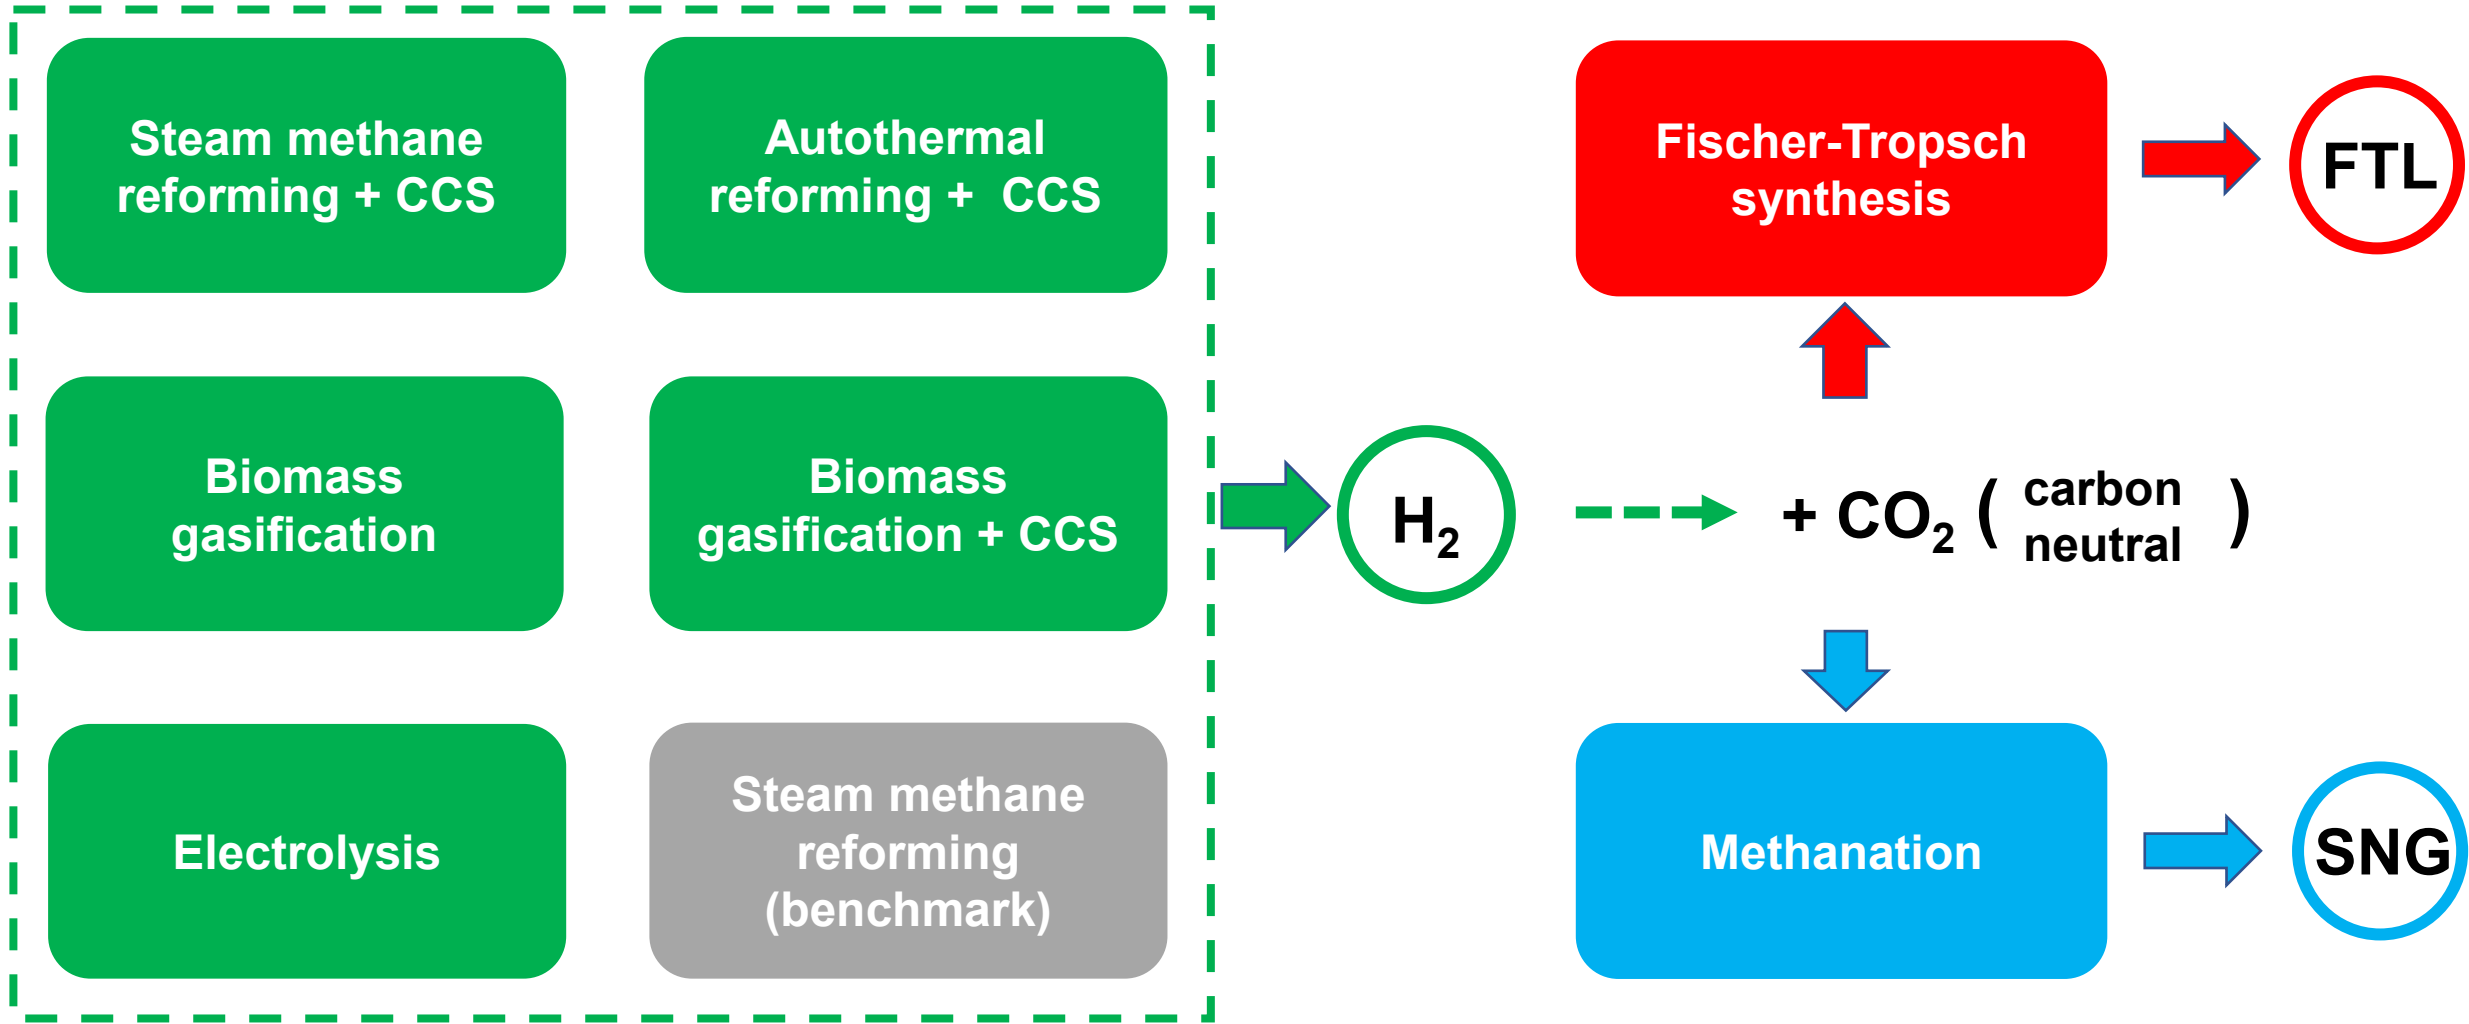 Steam methane
reforming + CCS
Autothermal
reforming +  CCS
Fischer-Tropsch
synthesis
FTL
Biomass
gasification
Biomass
gasification + CCS
H₂
+ CO₂ ( carbon
neutral )
Electrolysis
Steam methane
reforming
(benchmark)
Methanation
SNG